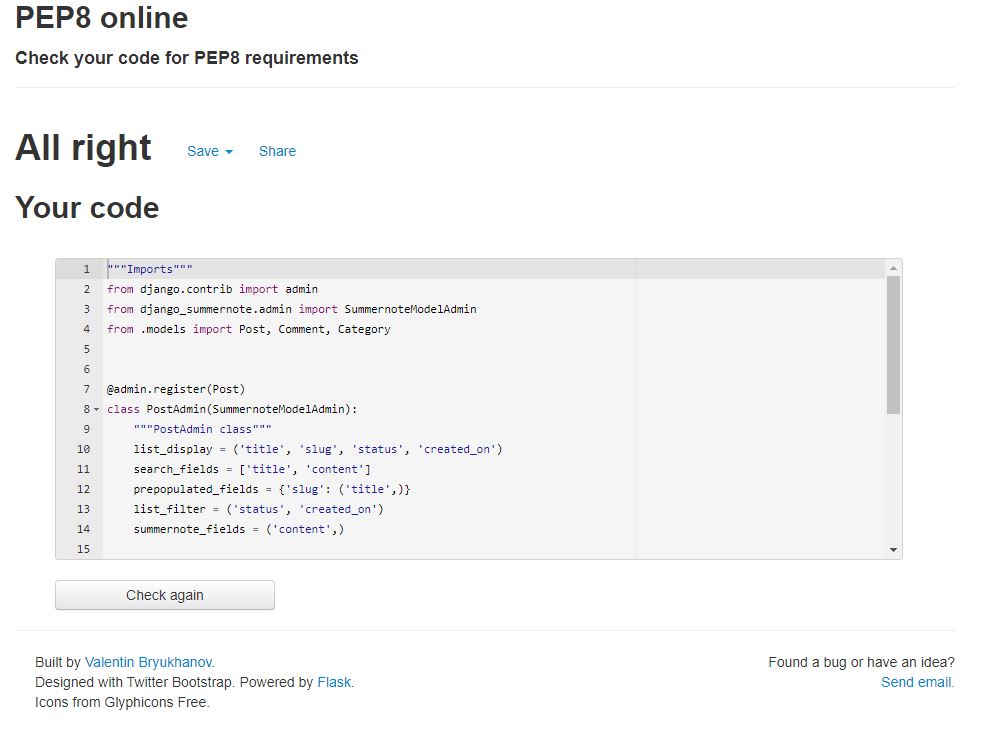 PEP8 online
Check your code for PEP8 requirements
All right Save Share
Your code
1 """Imports"""
2 from django.contrib import admin
3 from django_summernote.admin import SummernoteModelAdmin
4 from .models import Post, Comment, Category
5
6
7 @admin.register(Post)
8 class PostAdmin(SummernoteModelAdmin):
9 """PostAdmin class"""
10 list_display = ('title', 'slug', 'status', 'created_on')
11 search_fields = ['title', 'content']
12 prepopulated_fields = {'slug': ('title',)}
13 list_filter = ('status', 'created_on')
14 summernote_fields = ('content',)
15
Check again
Built by Valentin Bryukhanov.
Designed with Twitter Bootstrap. Powered by Flask.
Icons from Glyphicons Free.
Found a bug or have an idea?
Send email.